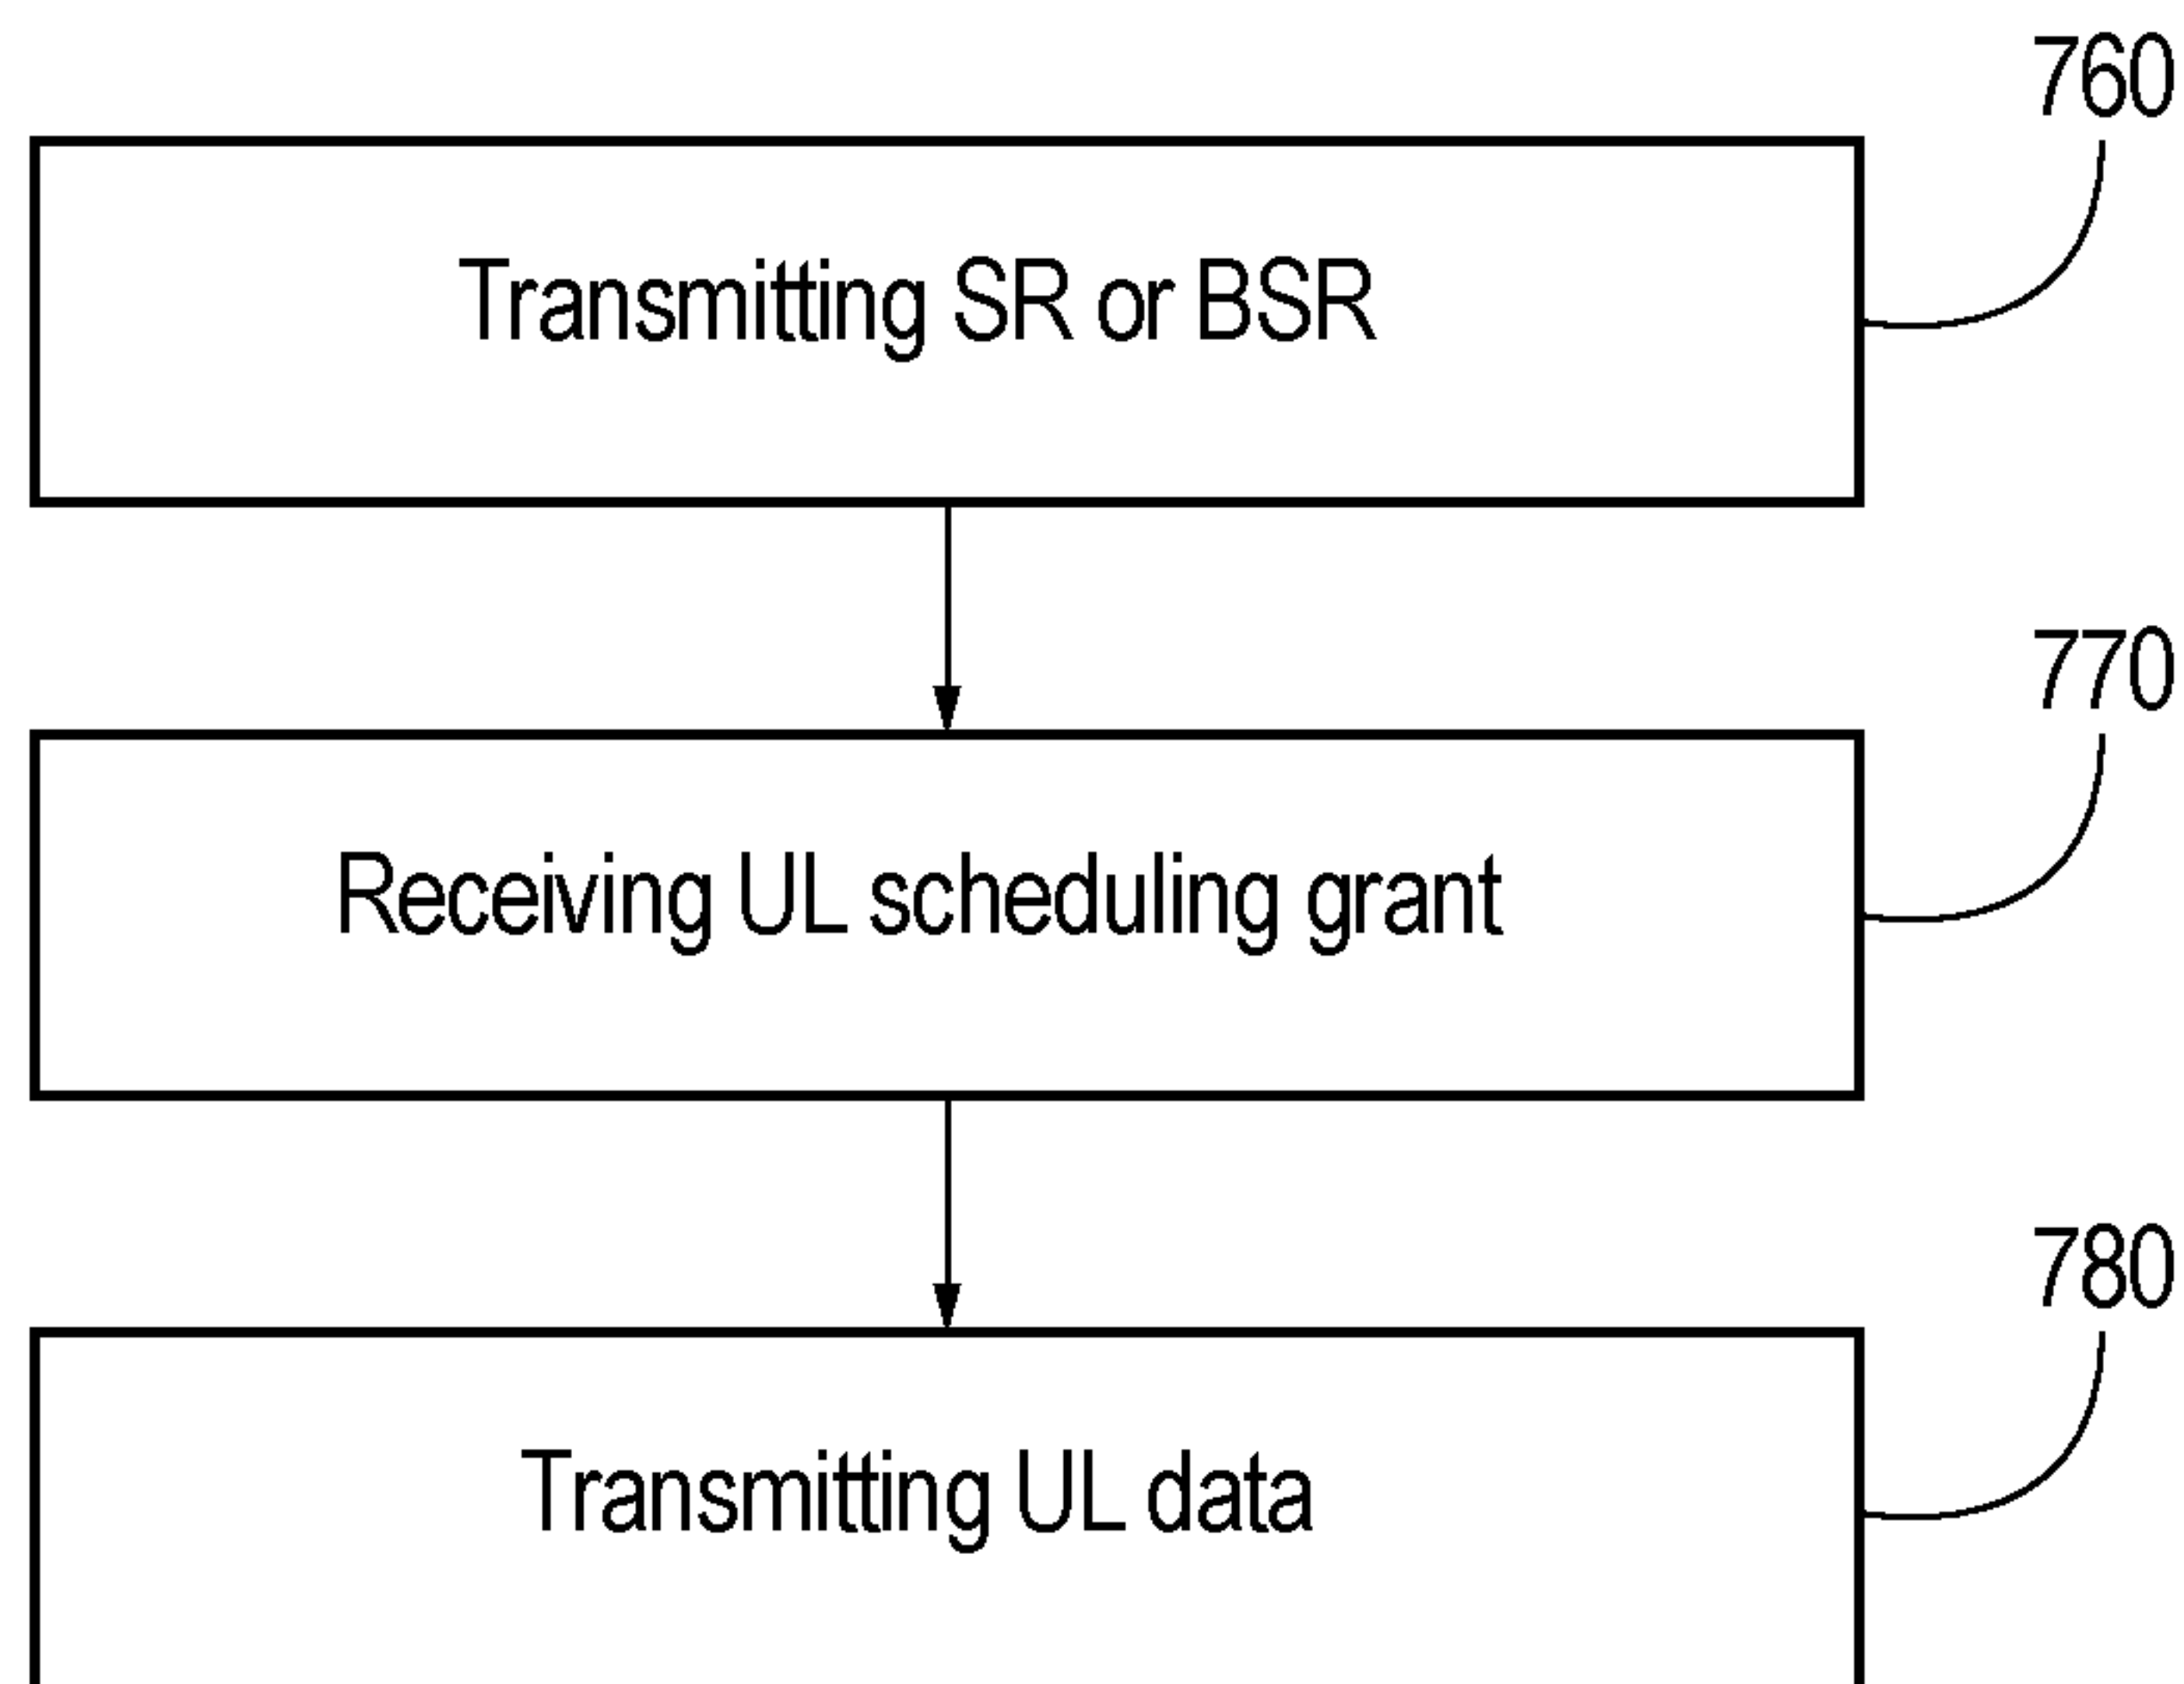 760
Transmitting SR or BSR
770
Receiving UL scheduling grant
780
Transmitting UL data